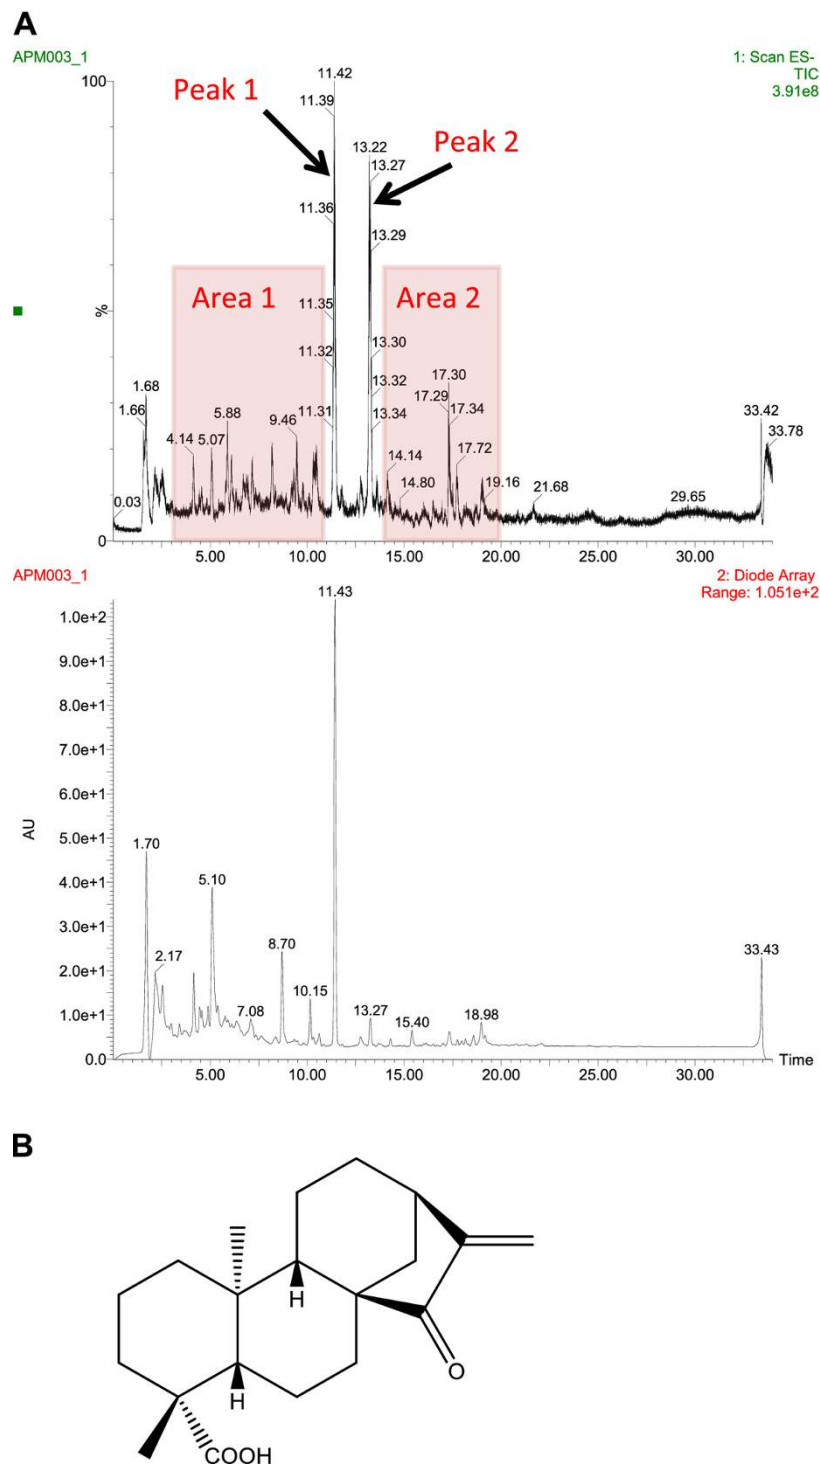 A
APM003_1
1: Scan ES-
TIC
3.91e8
100
%
0
Peak 1
Peak 2
Area 1
Area 2
11.42
11.39
11.36
11.35
11.32
11.31
13.22
13.27
13.29
13.30
13.32
13.34
0.03
1.66
1.68
4.14
5.07
5.88
9.46
14.14
14.80
17.30
17.29
17.34
17.72
19.16
21.68
29.65
33.42
33.78
5.00 10.00 15.00 20.00 25.00 30.00
APM003_1
2: Diode Array
Range: 1.051e+2
AU
1.0e+2
9.0e+1
8.0e+1
7.0e+1
6.0e+1
5.0e+1
4.0e+1
3.0e+1
2.0e+1
1.0e+1
0.0
1.70
2.17
5.10
7.08
8.70
10.15
11.43
13.27
15.40
18.98
33.43
5.00 10.00 15.00 20.00 25.00 30.00
Time
B
H
H
O
COOH